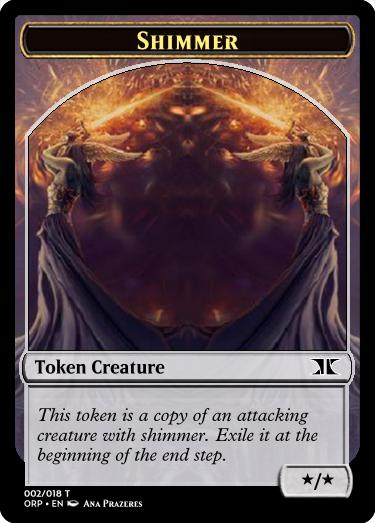 SHIMMER
Token Creature
This token is a copy of an attacking
creature with shimmer. Exile it at the
beginning of the end step.
★/★
002/018 T
ORP • EN ANA PRAZERES